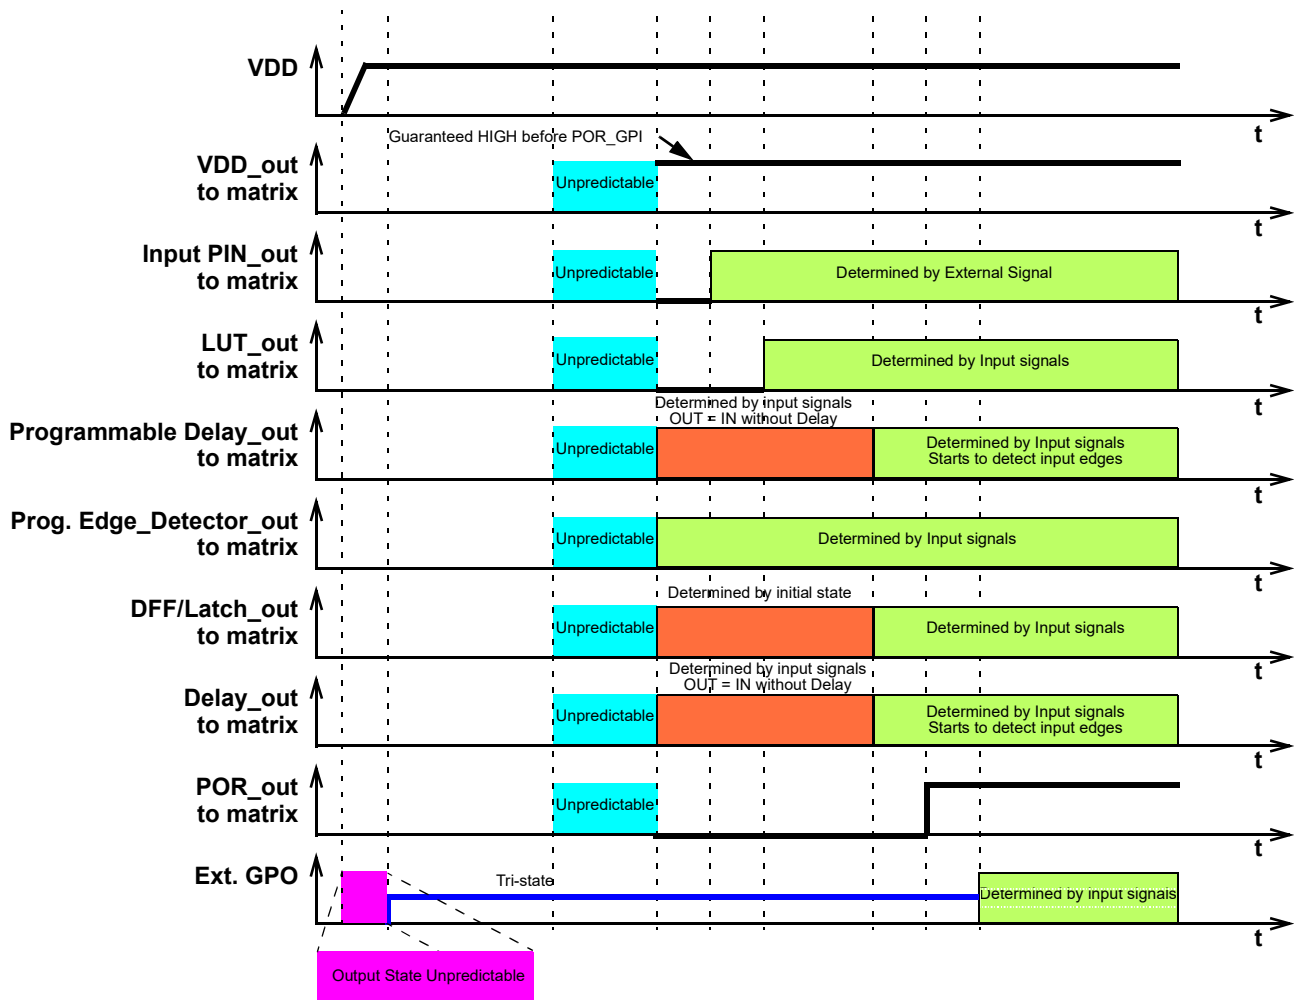 VDD
t
Guaranteed HIGH before POR_GPI
VDD_out
to matrix
Unpredictable
t
Input PIN_out
to matrix
Unpredictable
Determined by External Signal
t
LUT_out
to matrix
Unpredictable
Determined by Input signals
t
Determined by input signals
OUT = IN without Delay
Programmable Delay_out
to matrix
Unpredictable
Determined by Input signals
Starts to detect input edges
t
Prog. Edge_Detector_out
to matrix
Unpredictable
Determined by Input signals
t
Determined by initial state
DFF/Latch_out
to matrix
Unpredictable
Determined by Input signals
t
Determined by input signals
OUT = IN without Delay
Delay_out
to matrix
Unpredictable
Determined by Input signals
Starts to detect input edges
t
POR_out
to matrix
Unpredictable
t
Ext. GPO
Tri-state
Determined by input signals
t
Output State Unpredictable